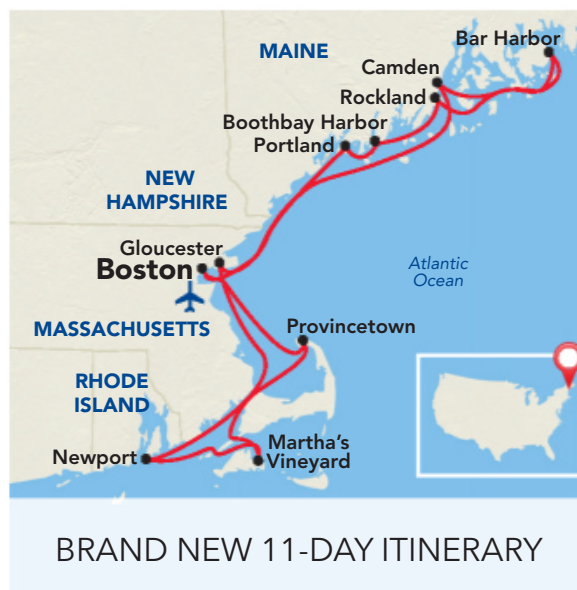 Bar Harbor
MAINE
Camden
Rockland
Boothbay Harbor
Portland
NEW
HAMPSHIRE
Gloucester
Boston
Atlantic
Ocean
MASSACHUSETTS
Provincetown
RHODE
ISLAND
Martha's
Vineyard
Newport
BRAND NEW 11-DAY ITINERARY